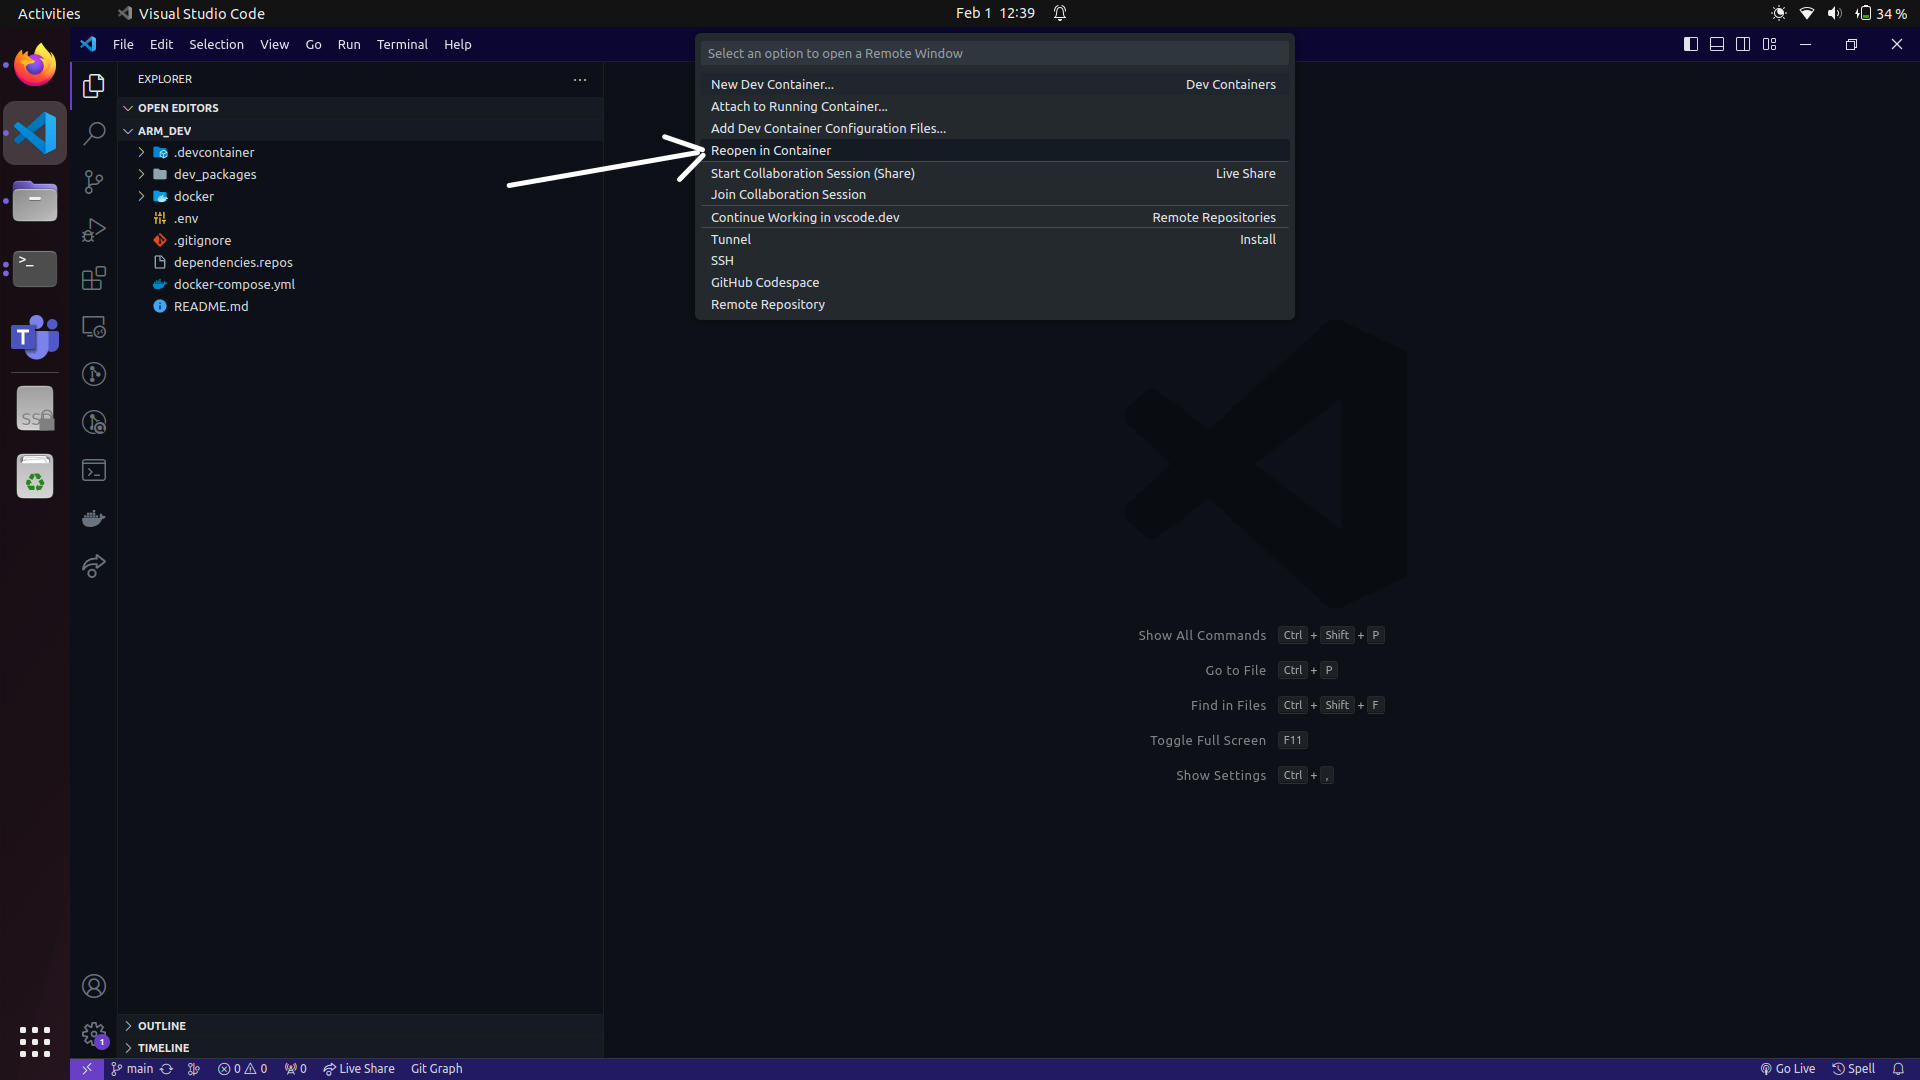 Activities Visual Studio Code Feb 1 12:39 34 %
File Edit Selection View Go Run Terminal Help
Select an option to open a Remote Window
New Dev Container... Dev Containers
Attach to Running Container...
Add Dev Container Configuration Files...
Reopen in Container
Start Collaboration Session (Share) Live Share
Join Collaboration Session
Continue Working in vscode.dev Remote Repositories
Tunnel Install
SSH
GitHub Codespace
Remote Repository
EXPLORER
OPEN EDITORS
ARM_DEV
.devcontainer
dev_packages
docker
.env
.gitignore
dependencies.repos
docker-compose.yml
README.md
Show All Commands Ctrl + Shift + P
Go to File Ctrl + P
Find in Files Ctrl + Shift + F
Toggle Full Screen F11
Show Settings Ctrl + ,
OUTLINE
TIMELINE
1
main 0 0 0 Live Share Git Graph Go Live Spell